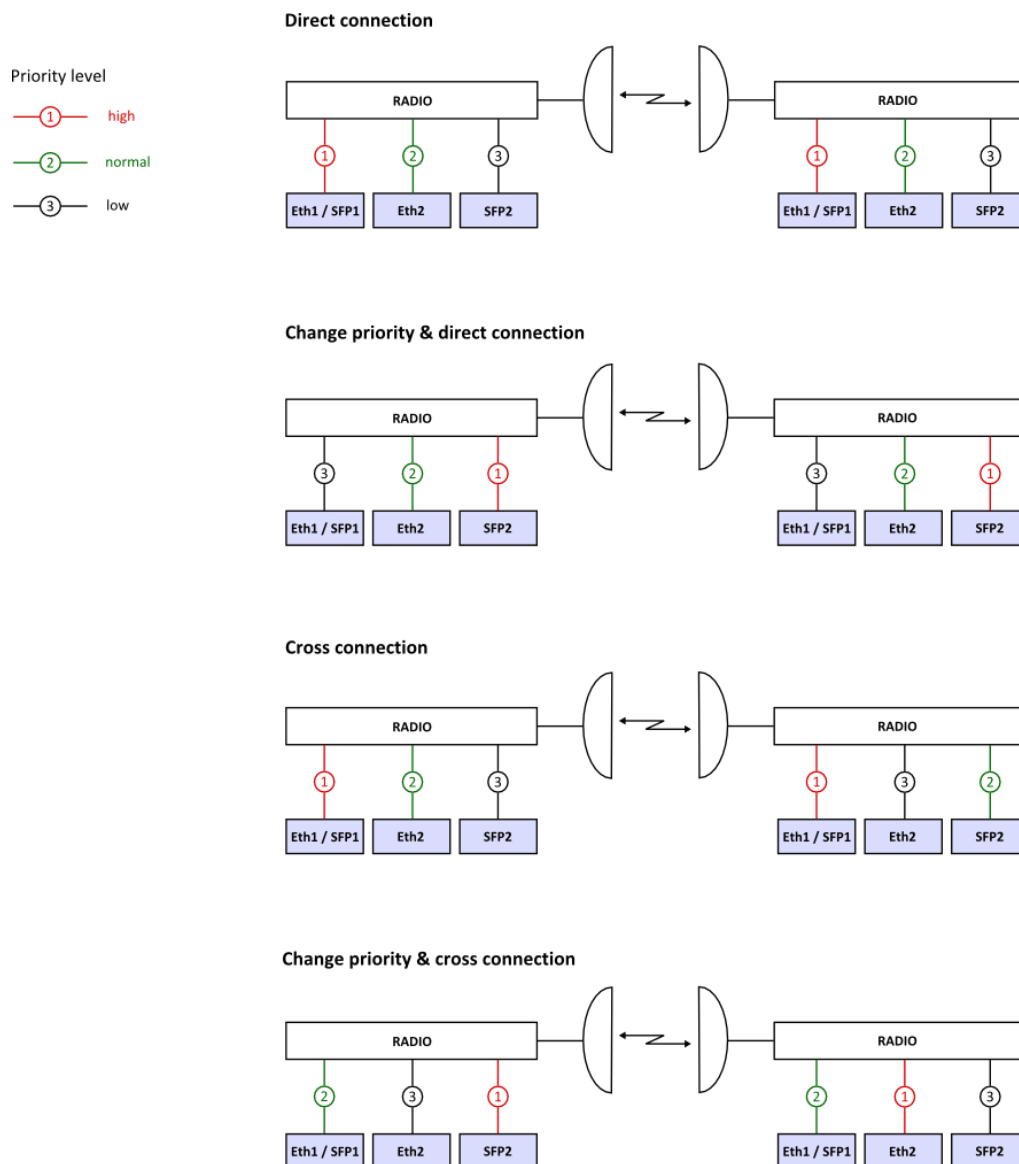 Direct connection
Priority level
1 high
2 normal
3 low
RADIO RADIO
1 2 3 1 2 3
Eth1 / SFP1 Eth2 SFP2 Eth1 / SFP1 Eth2 SFP2
Change priority & direct connection
RADIO RADIO
3 2 1 3 2 1
Eth1 / SFP1 Eth2 SFP2 Eth1 / SFP1 Eth2 SFP2
Cross connection
RADIO RADIO
1 2 3 1 3 2
Eth1 / SFP1 Eth2 SFP2 Eth1 / SFP1 Eth2 SFP2
Change priority & cross connection
RADIO RADIO
2 3 1 2 1 3
Eth1 / SFP1 Eth2 SFP2 Eth1 / SFP1 Eth2 SFP2